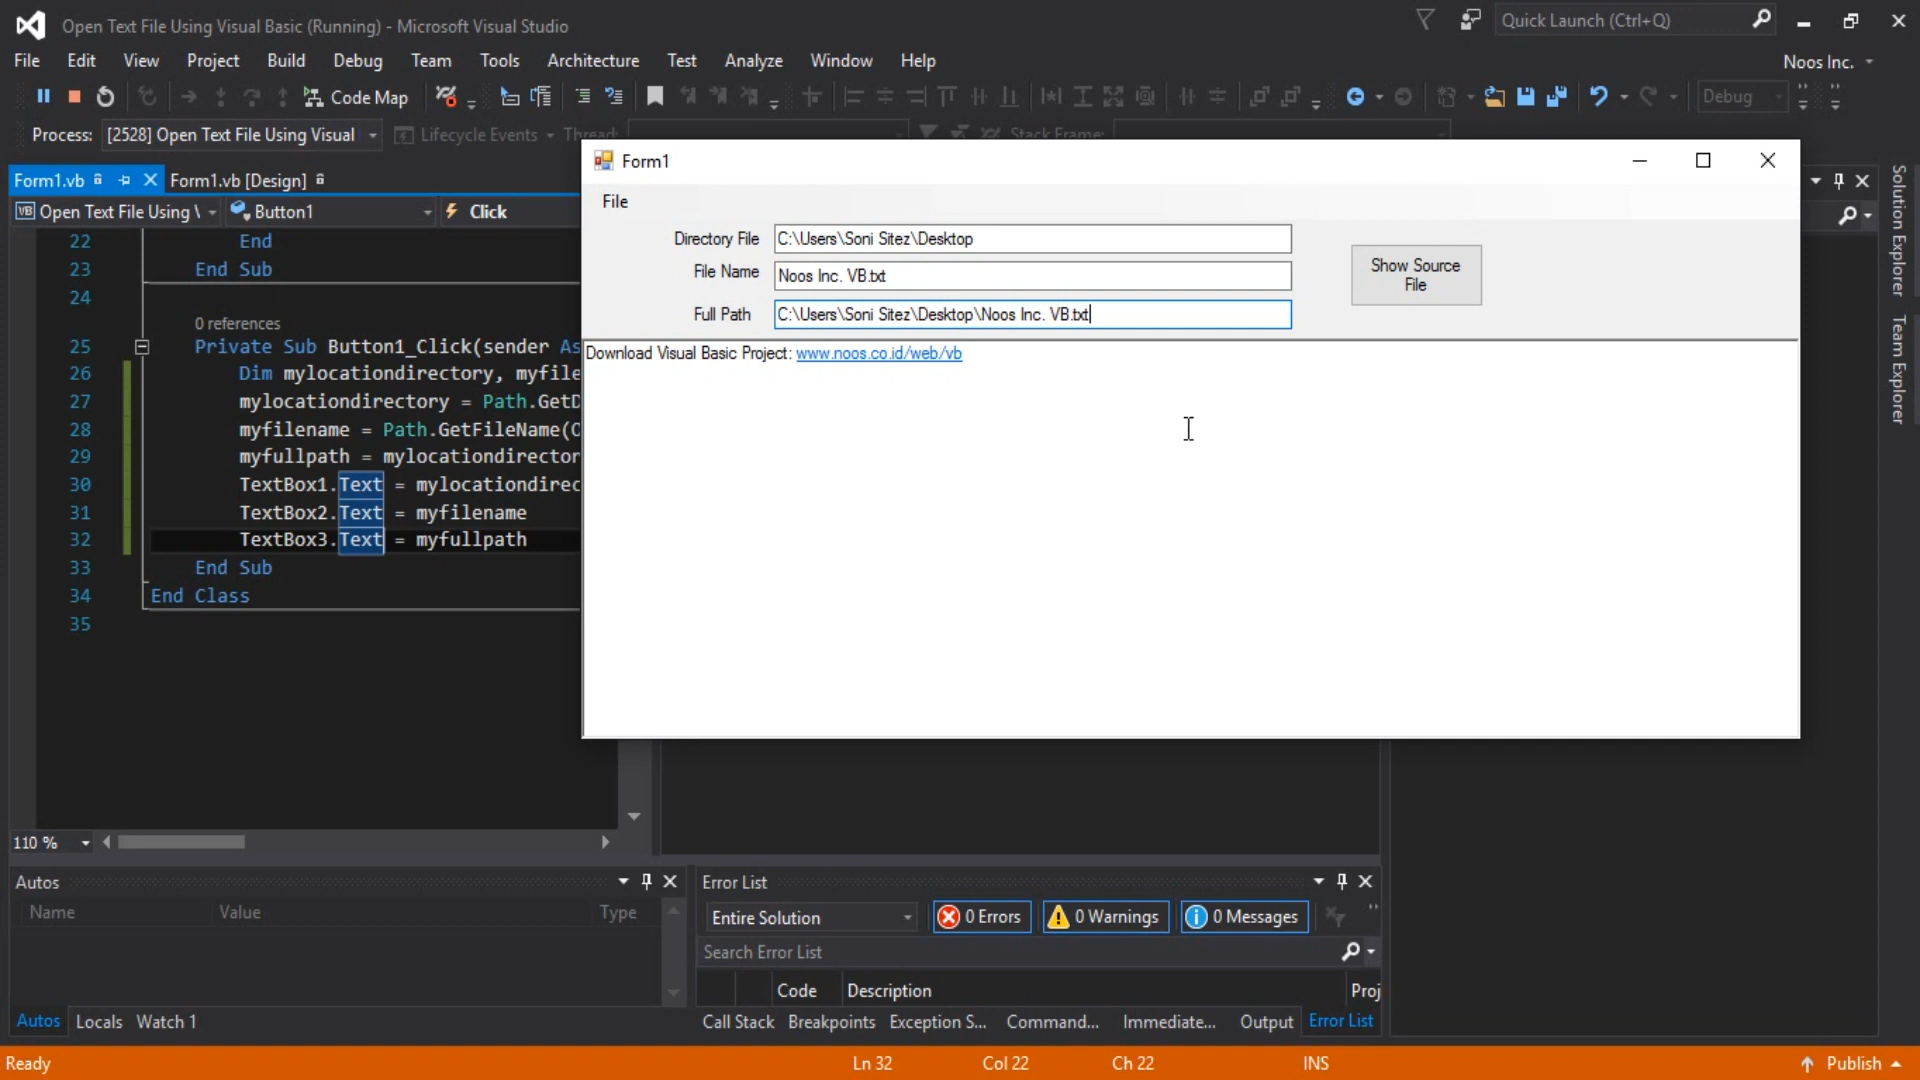 Open Text File Using Visual Basic (Running) - Microsoft Visual Studio
Quick Launch (Ctrl+Q)
File Edit View Project Build Debug Team Tools Test Architecture Analyze Window Help
Noos Inc.
Code Map
Debug
Process: [2528] Open Text File Using Visual
Lifecycle Events
Thread:
Stack Frame:
Form1.vb
Form1.vb [Design]
Open Text File Using \
Button1
Click
22 End
23 End Sub
24
0 references
25 Private Sub Button1_Click(sender As
26 Dim mylocationdirectory, myfile
27 mylocationdirectory = Path.GetD
28 myfilename = Path.GetFileName(O
29 myfullpath = mylocationdirector
30 TextBox1.Text = mylocationdirec
31 TextBox2.Text = myfilename
32 TextBox3.Text = myfullpath
33 End Sub
34 End Class
35
110 %
Form1
File
Directory File C:\Users\Soni Sitez\Desktop
File Name Noos Inc. VB.txt
Full Path C:\Users\Soni Sitez\Desktop\Noos Inc. VB.txt
Show Source
File
Download Visual Basic Project: www.noos.co.id/web/vb
Solution Explorer
Team Explorer
Autos
Name Value Type
Autos Locals Watch 1
Error List
Entire Solution
0 Errors
0 Warnings
0 Messages
Search Error List
Code Description Proj
Call Stack Breakpoints Exception S... Command... Immediate... Output Error List
Ready Ln 32 Col 22 Ch 22 INS Publish